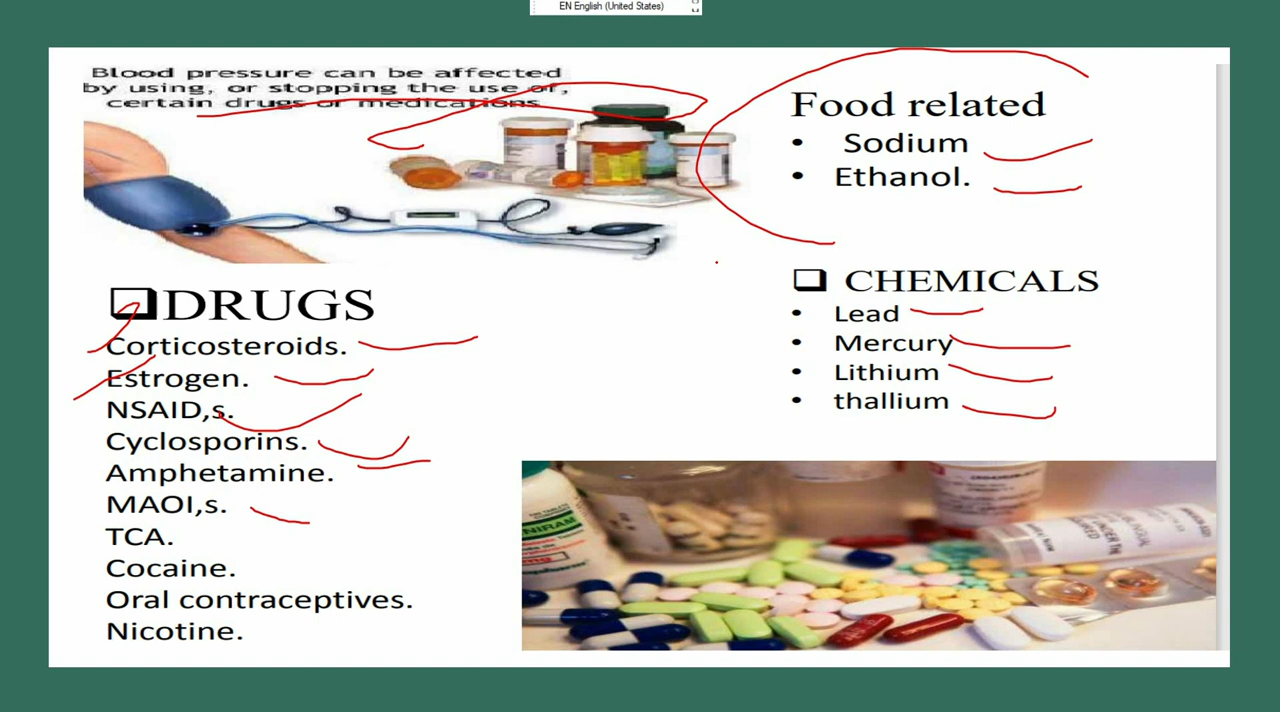 EN English (United States)
Blood pressure can be affected
by using, or stopping the use of,
certain drugs or medications
Food related
• Sodium
• Ethanol.
❑ DRUGS
Corticosteroids.
Estrogen.
NSAID,s.
Cyclosporins.
Amphetamine.
MAOI,s.
TCA.
Cocaine.
Oral contraceptives.
Nicotine.
❑ CHEMICALS
• Lead
• Mercury
• Lithium
• thallium
NIRAM